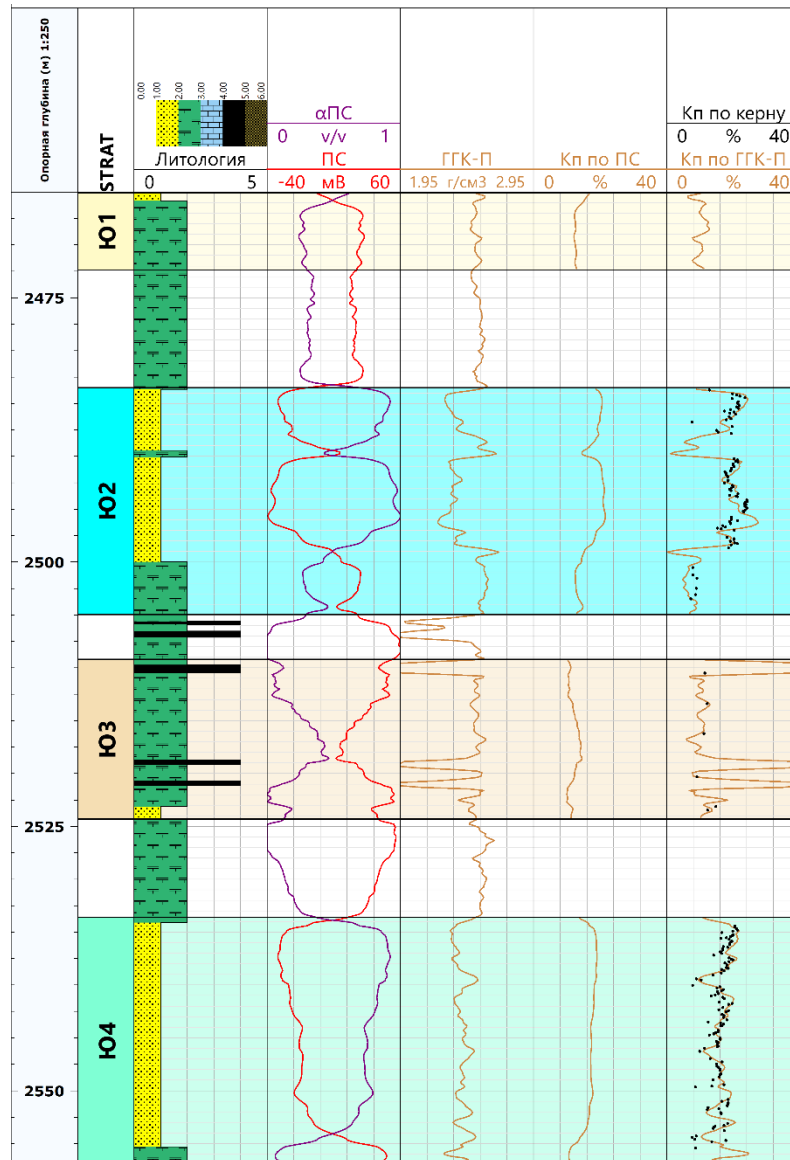 Опорная глубина (м) 1:250
STRAT
0.00
1.00
2.00
3.00
4.00
5.00
6.00
Литология
0 5
αПС
0 v/v 1
ПС
-40 мВ 60
ГГК-П
1.95 г/см3 2.95
Кп по ПС
0 % 40
Кп по керну
0 % 40
Кп по ГГК-П
0 % 40
Ю1
2475
Ю2
2500
Ю3
2525
Ю4
2550